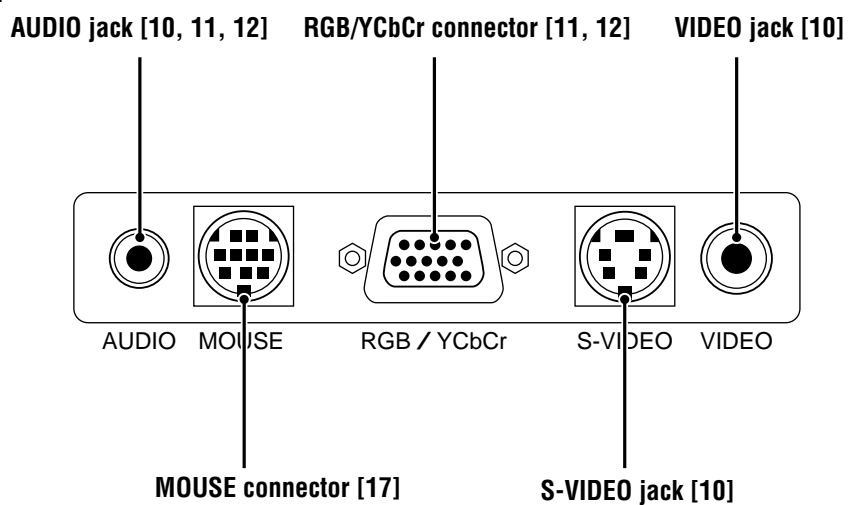 AUDIO jack [10, 11, 12] RGB/YCbCr connector [11, 12] VIDEO jack [10]
AUDIO MOUSE RGB / YCbCr S-VIDEO VIDEO
MOUSE connector [17] S-VIDEO jack [10]